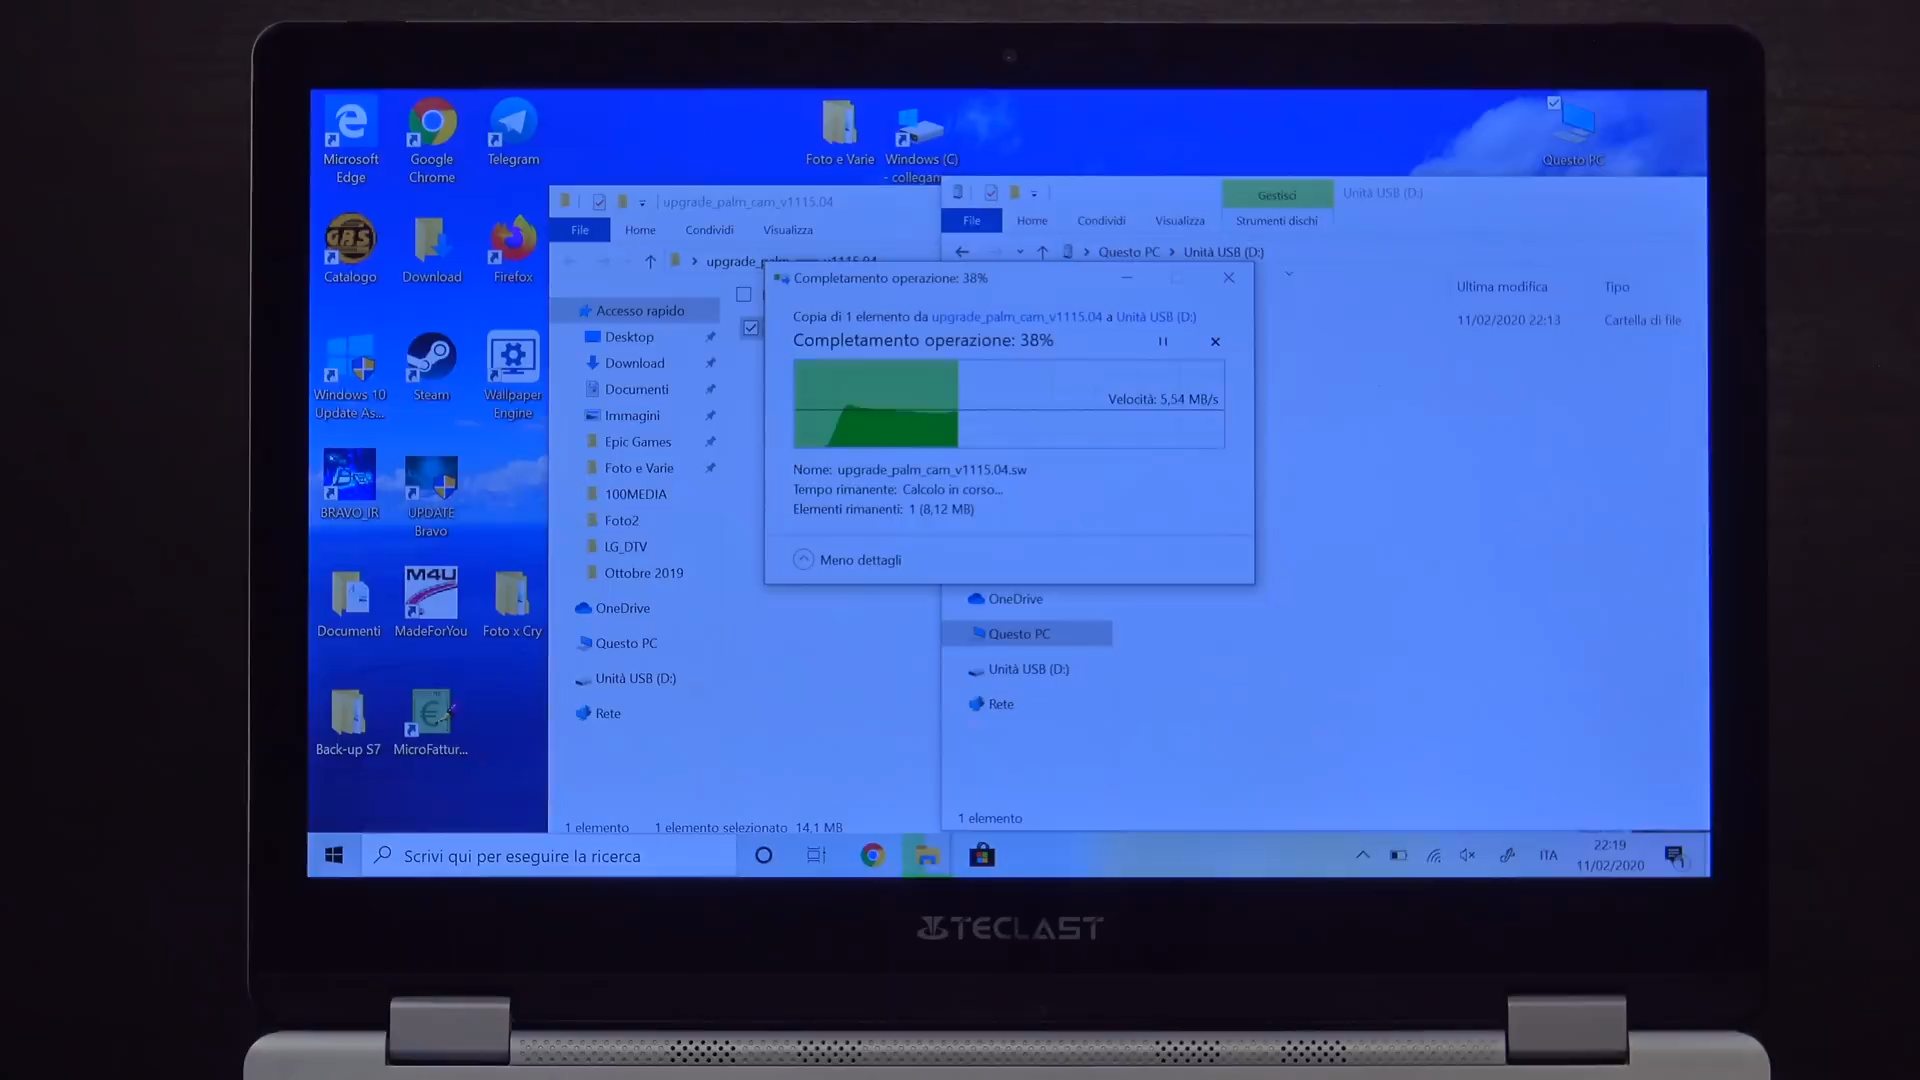 Microsoft
Edge
Google
Chrome
Telegram
Foto e Varie
Windows (C)
- collegam
Questo PC
GBS
Catalogo
Download
Firefox
Windows 10
Update As...
Steam
Wallpaper
Engine
BRAVO_JR
UPDATE
Bravo
Documenti
M4U
MadeForYou
Foto x Cry
Back-up S7
MicroFattur...
upgrade_palm_cam_v1115.04
File
Home
Condividi
Visualizza
Accesso rapido
Desktop
Download
Documenti
Immagini
Epic Games
Foto e Varie
100MEDIA
Foto2
LG_DTV
Ottobre 2019
OneDrive
Questo PC
Unità USB (D:)
Rete
1 elemento
1 elemento selezionato 14,1 MB
Gestisci
Unità USB (D:)
File
Home
Condividi
Visualizza
Strumenti dischi
Questo PC > Unità USB (D:)
Ultima modifica
Tipo
11/02/2020 22:13
Cartella di file
Completamento operazione: 38%
Copia di 1 elemento da upgrade_palm_cam_v1115.04 a Unità USB (D:)
Completamento operazione: 38%
Velocità: 5,54 MB/s
Nome: upgrade_palm_cam_v1115.04.sw
Tempo rimanente: Calcolo in corso...
Elementi rimanenti: 1 (8,12 MB)
Meno dettagli
OneDrive
Questo PC
Unità USB (D:)
Rete
1 elemento
Scrivi qui per eseguire la ricerca
ITA
22:19
11/02/2020
1
TECLAST